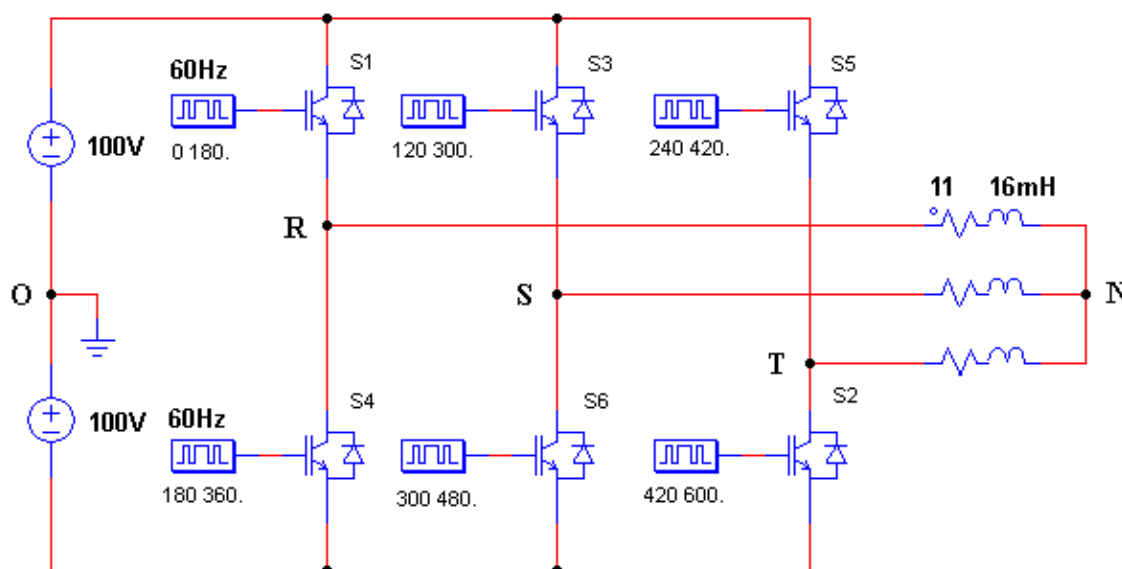 S1
S3
S5
60Hz
100V
0 180.
120 300.
240 420.
11
16mH
R
O
S
N
T
S4
S6
S2
100V
60Hz
180 360.
300 480.
420 600.